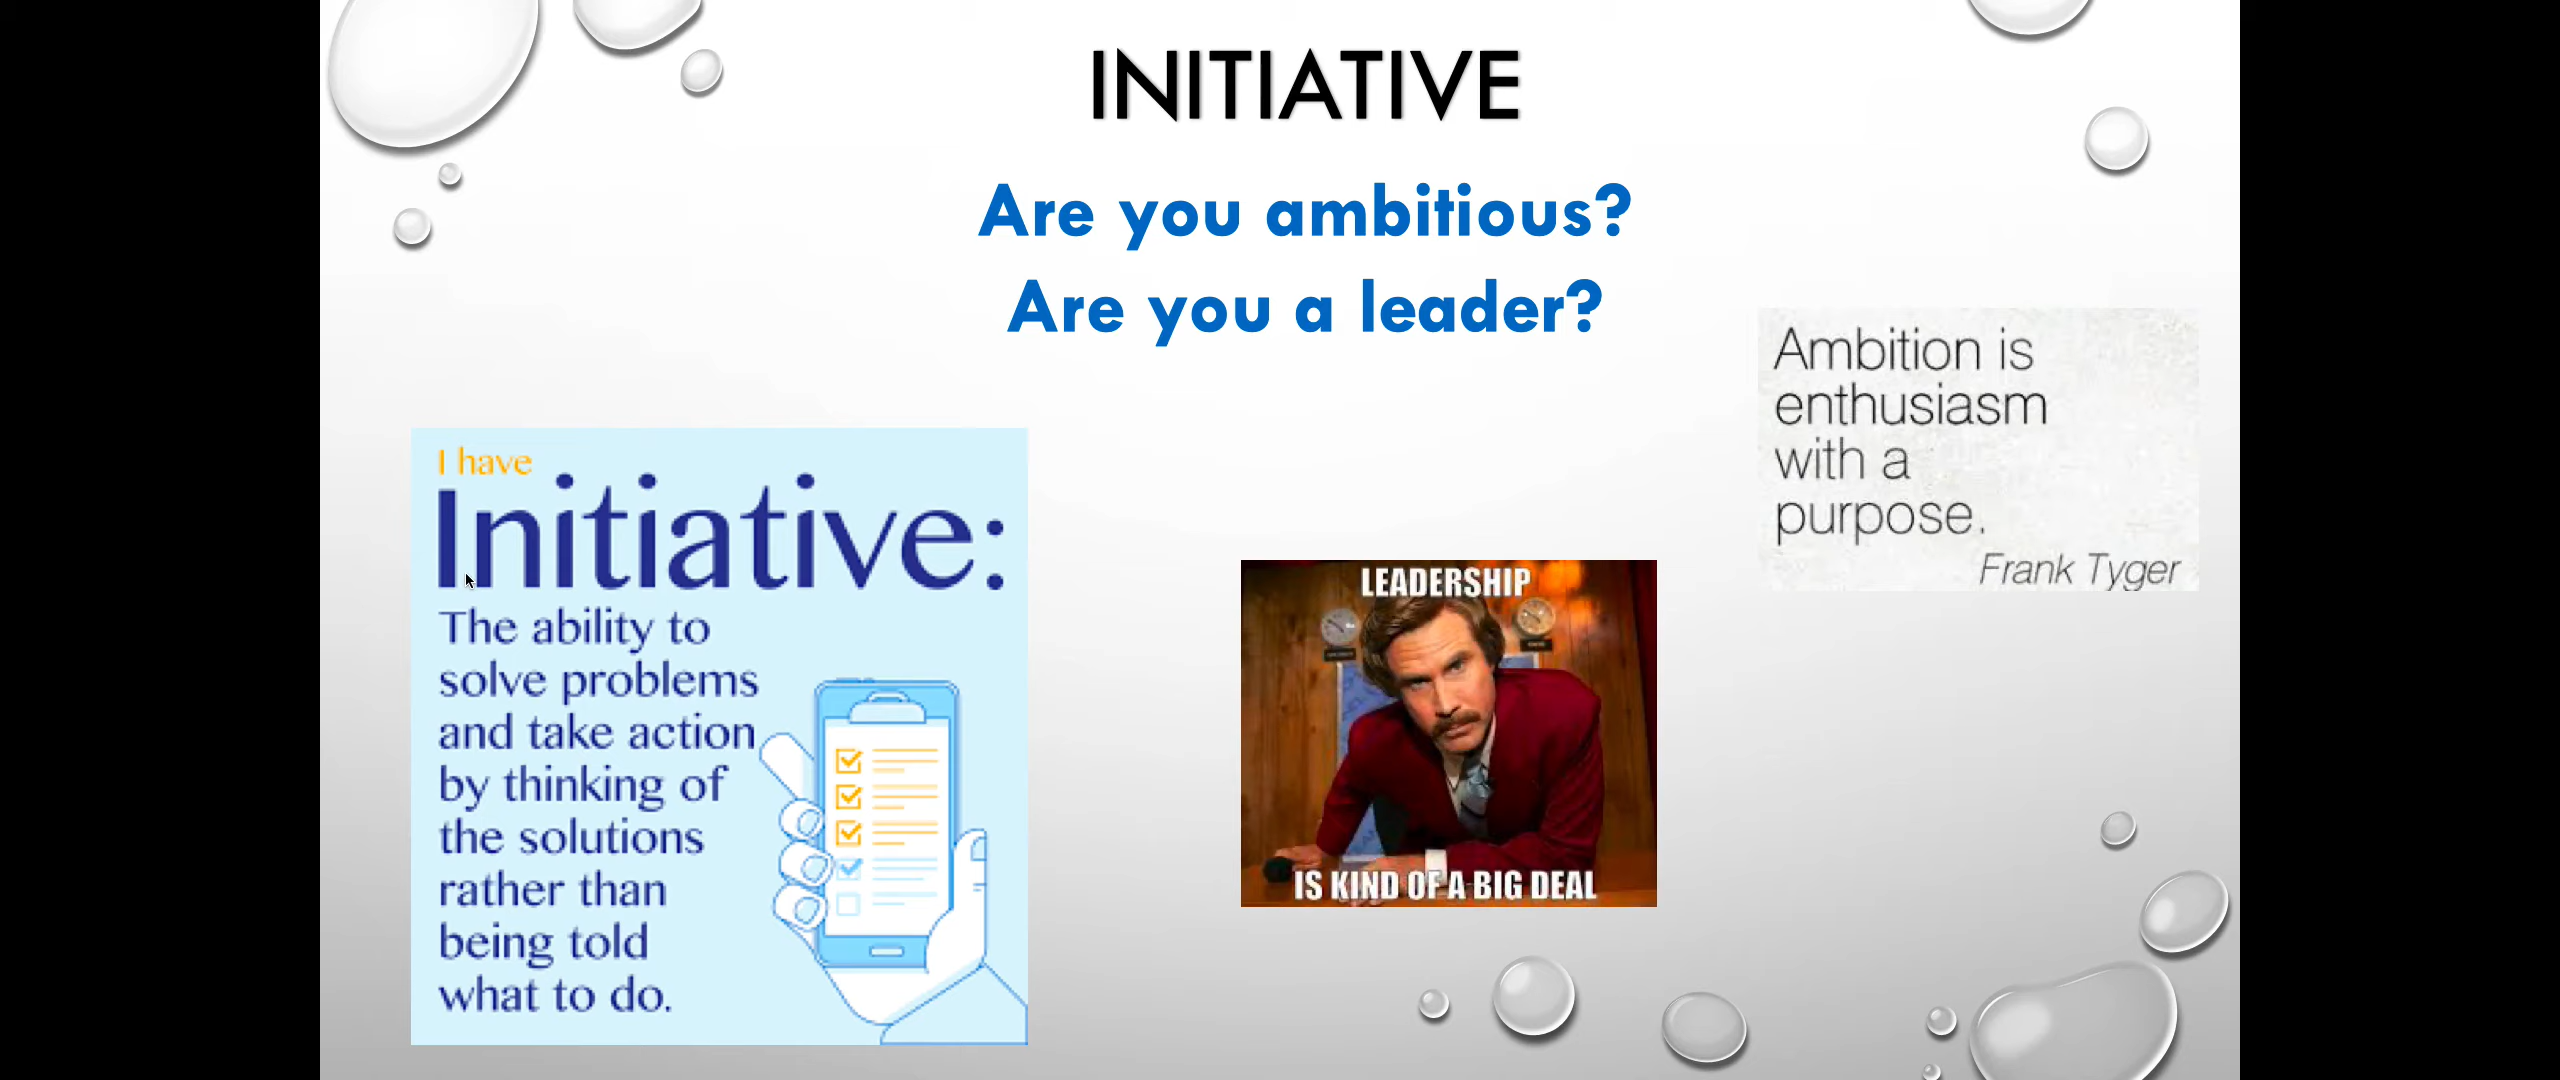 INITIATIVE
Are you ambitious?
Are you a leader?
I have
Initiative:
The ability to
solve problems
and take action
by thinking of
the solutions
rather than
being told
what to do.
LEADERSHIP
IS KIND OF A BIG DEAL
Ambition is
enthusiasm
with a
purpose.
Frank Tyger